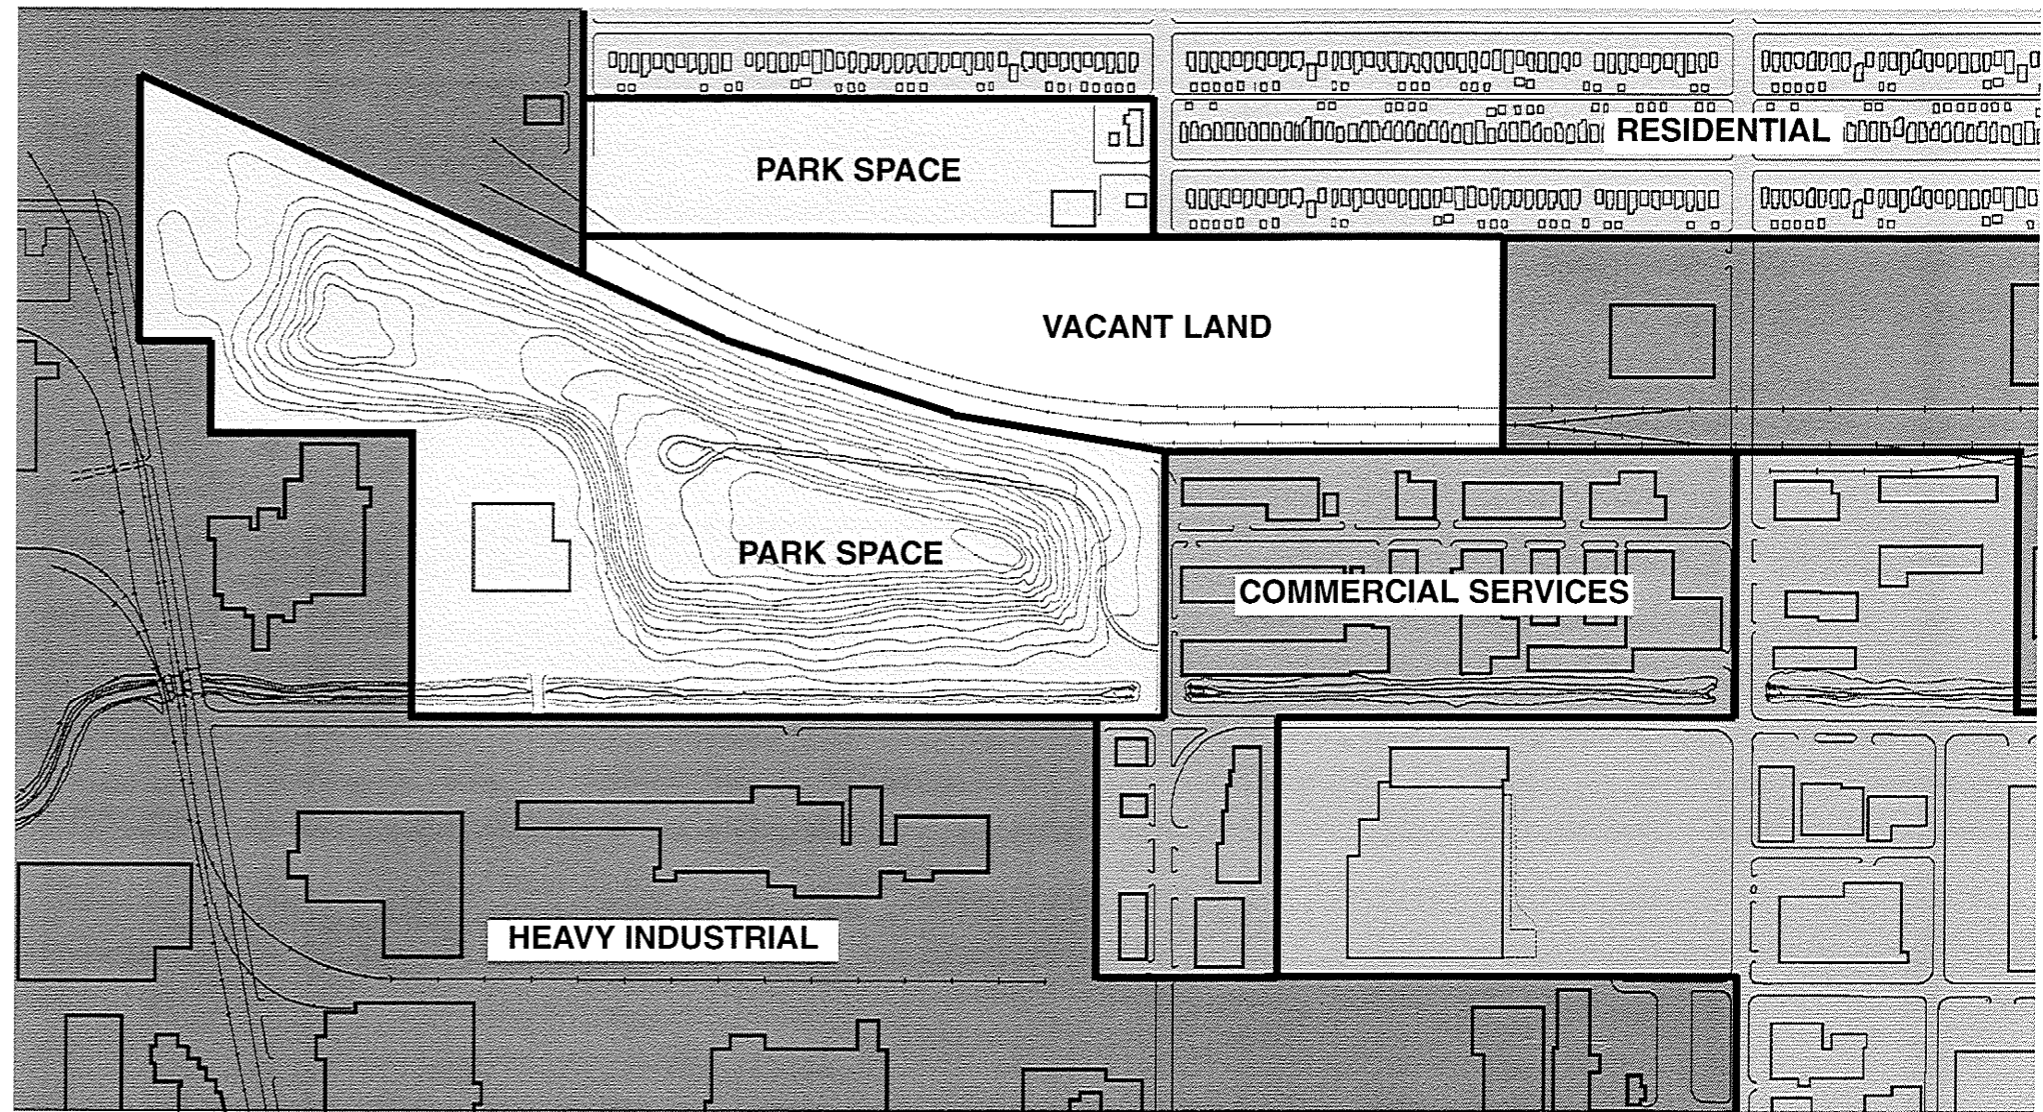 RESIDENTIAL
PARK SPACE
VACANT LAND
PARK SPACE
COMMERCIAL SERVICES
HEAVY INDUSTRIAL